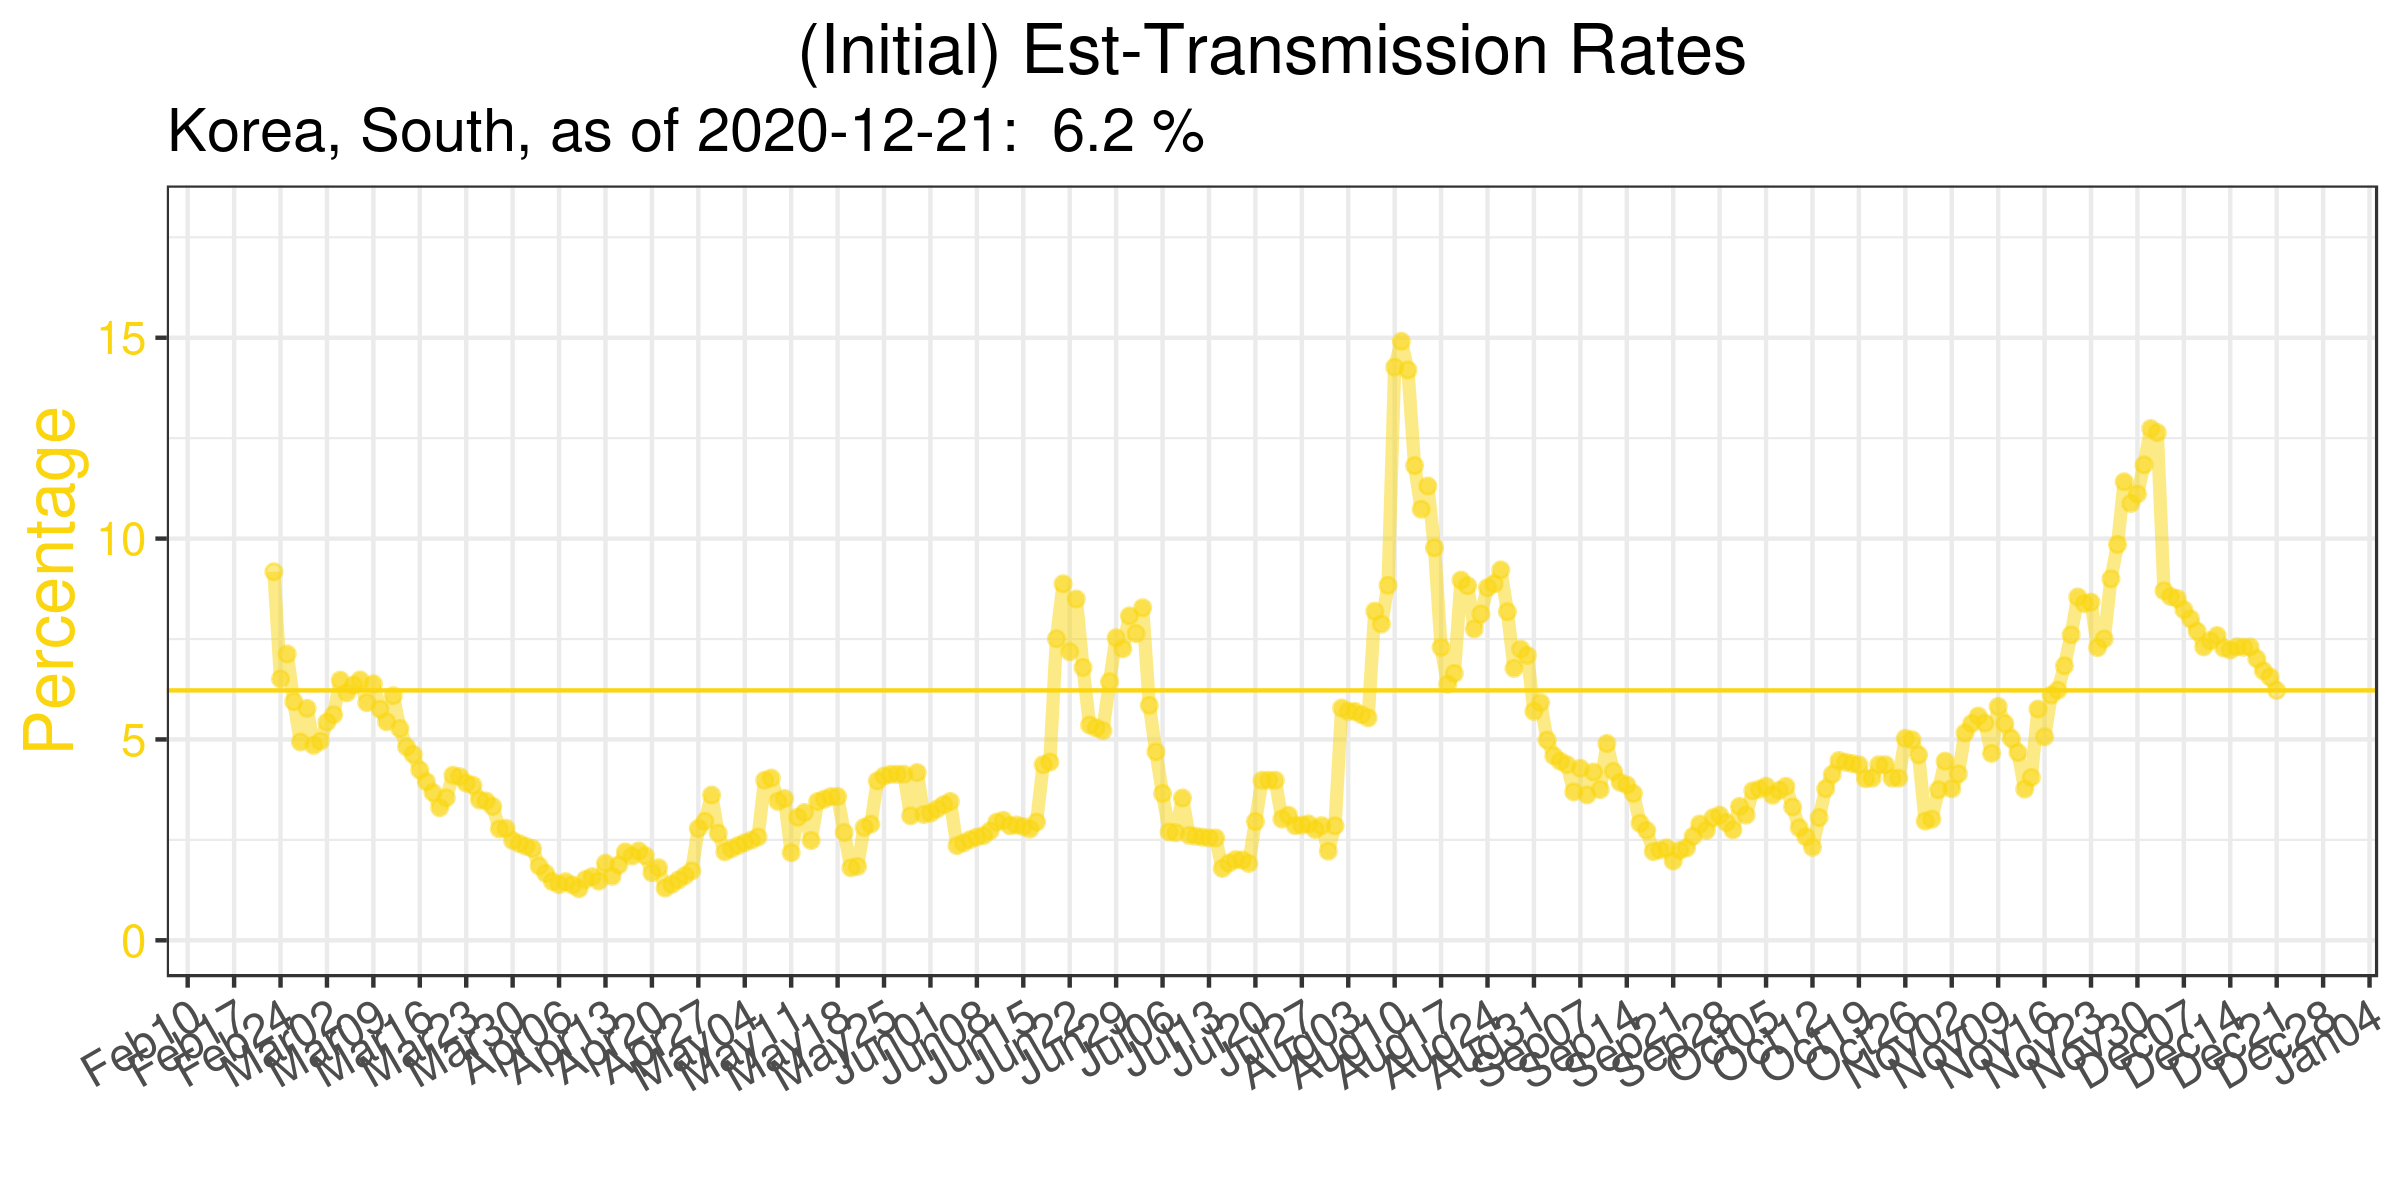 (Initial) Est-Transmission Rates
Korea, South, as of 2020-12-21:  6.2 %
Percentage
15
10
5
0
Feb10
Feb17
Feb24
Mar02
Mar09
Mar16
Mar23
Mar30
Apr06
Apr13
Apr20
Apr27
May04
May11
May18
May25
Jun01
Jun08
Jun15
Jun22
Jun29
Jul06
Jul13
Jul20
Jul27
Aug03
Aug10
Aug17
Aug24
Aug31
Sep07
Sep14
Sep21
Sep28
Oct05
Oct12
Oct19
Oct26
Nov02
Nov09
Nov16
Nov23
Nov30
Dec07
Dec14
Dec21
Dec28
Jan04